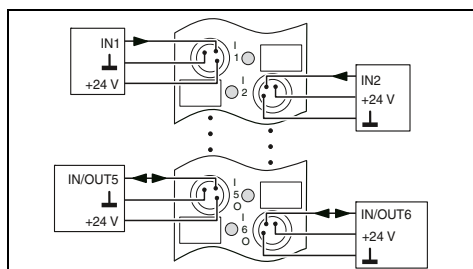 IN1
+24 V
I
1
I
2
IN2
+24 V
IN/OUT5
+24 V
I
5
O
I
6
O
IN/OUT6
+24 V